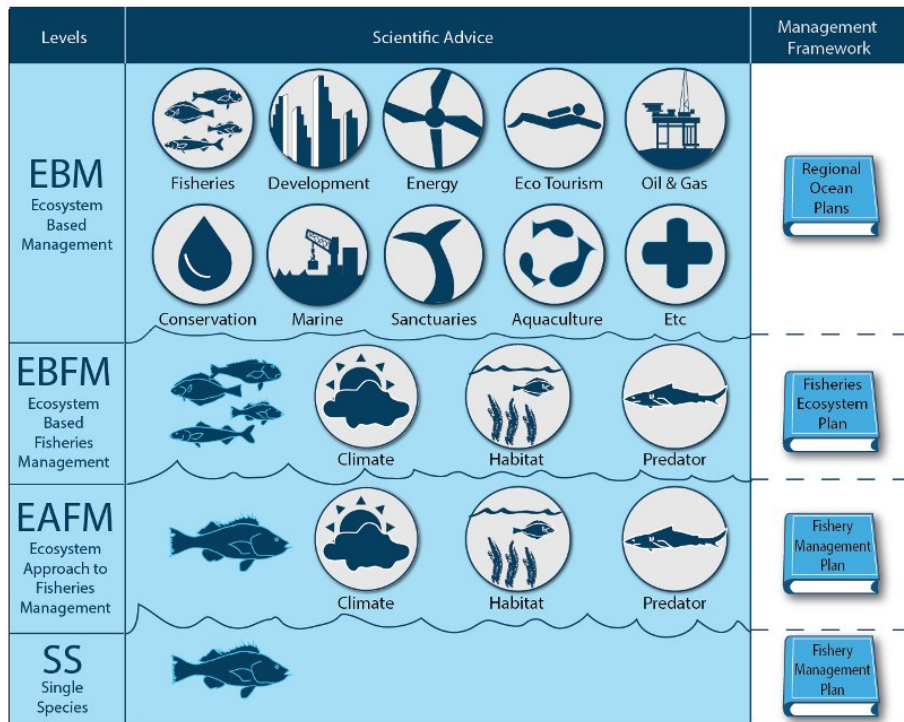 Levels
Scientific Advice
Management
Framework
EBM
Ecosystem
Based
Management
Fisheries
Development
Energy
Eco Tourism
Oil & Gas
Conservation
Marine
Sanctuaries
Aquaculture
Etc
Regional
Ocean
Plans
EBFM
Ecosystem
Based
Fisheries
Management
Climate
Habitat
Predator
Fisheries
Ecosystem
Plan
EAFM
Ecosystem
Approach to
Fisheries
Management
Climate
Habitat
Predator
Fishery
Management
Plan
SS
Single
Species
Fishery
Management
Plan